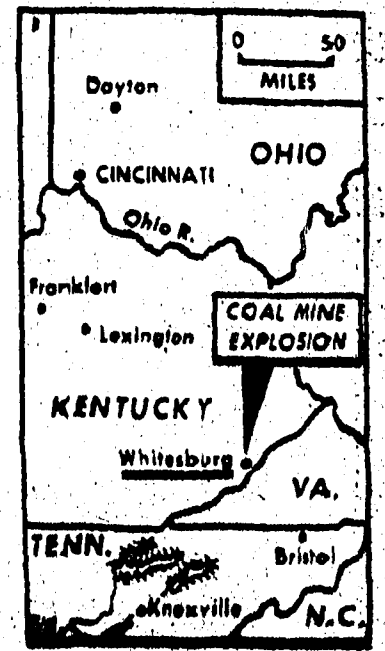 0 50
MILES
Dayton
OHIO
CINCINNATI
Ohio R.
Frankfort
COAL MINE
EXPLOSION
Lexington
KENTUCKY
Whitesburg
VA.
TENN.
Bristol
Knoxville
N.C.